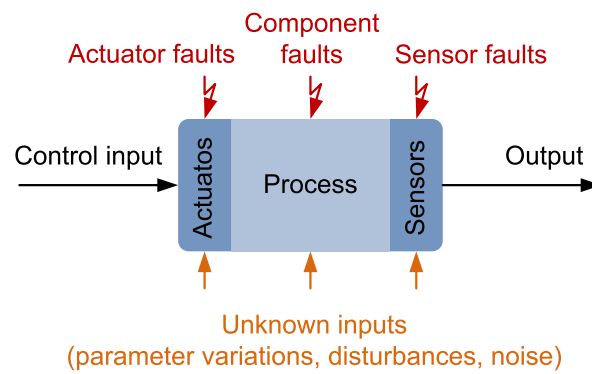 Component
Actuator faults
faults
Sensor faults
Control input
Actuatos
Process
Sensors
Output
Unknown inputs
(parameter variations, disturbances, noise)